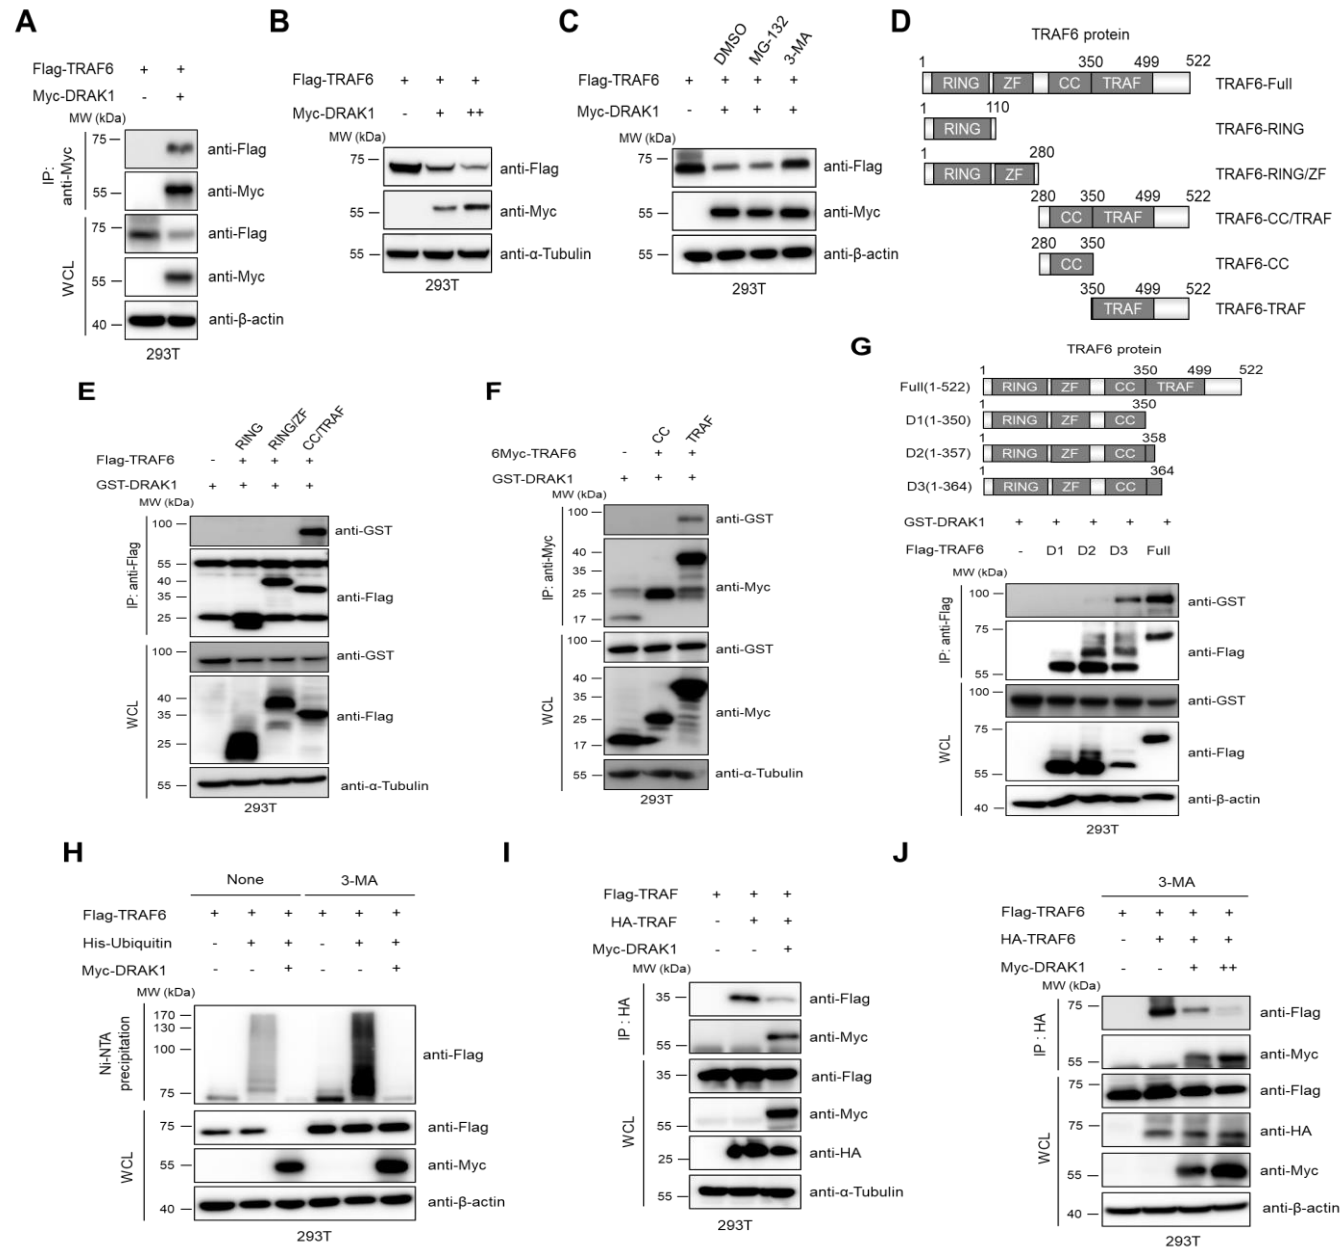 A
Flag-TRAF6 + +
Myc-DRAK1 - +
MW (kDa)
IP: anti-Myc
75 anti-Flag
55 anti-Myc
WCL
75 anti-Flag
55 anti-Myc
40 anti-β-actin
293T
B
Flag-TRAF6 + + +
Myc-DRAK1 - + ++
MW (kDa)
75 anti-Flag
55 anti-Myc
55 anti-α-Tubulin
293T
C
DMSO MG-132 3-MA
Flag-TRAF6 + + + +
Myc-DRAK1 - + + +
MW (kDa)
75 anti-Flag
55 anti-Myc
55 anti-β-actin
293T
D
TRAF6 protein
1 350 499 522
RING ZF CC TRAF TRAF6-Full
1 110
RING TRAF6-RING
1 280
RING ZF TRAF6-RING/ZF
280 350 499 522
CC TRAF TRAF6-CC/TRAF
280 350
CC TRAF6-CC
350 499 522
TRAF TRAF6-TRAF
E
RING RING/ZF CC/TRAF
Flag-TRAF6 - + + +
GST-DRAK1 + + + +
MW (kDa)
IP: anti-Flag
100 anti-GST
55
40
35 anti-Flag
25
WCL
100 anti-GST
40
35 anti-Flag
25
55 anti-α-Tubulin
293T
F
CC TRAF
6Myc-TRAF6 - + +
GST-DRAK1 + + +
MW (kDa)
IP: anti-Myc
100 anti-GST
40
35
25 anti-Myc
17
WCL
100 anti-GST
40
35
25 anti-Myc
17
55 anti-α-Tubulin
293T
G
TRAF6 protein
1 350 499 522
Full(1-522) RING ZF CC TRAF
1 350
D1(1-350) RING ZF CC
1 358
D2(1-357) RING ZF CC
1 364
D3(1-364) RING ZF CC
GST-DRAK1 + + + + +
Flag-TRAF6 - D1 D2 D3 Full
MW (kDa)
IP: anti-Flag
100 anti-GST
75
anti-Flag
55
WCL
100 anti-GST
75
anti-Flag
55
40 anti-β-actin
293T
H
None 3-MA
Flag-TRAF6 + + + + + +
His-Ubiquitin - + + - + +
Myc-DRAK1 - - + - - +
MW (kDa)
Ni-NTA precipitation
170
130
100 anti-Flag
75
WCL
75 anti-Flag
55 anti-Myc
40 anti-β-actin
293T
I
Flag-TRAF + + +
HA-TRAF - + +
Myc-DRAK1 - - +
MW (kDa)
IP : HA
35 anti-Flag
55 anti-Myc
WCL
35 anti-Flag
55 anti-Myc
25 anti-HA
55 anti-α-Tubulin
293T
J
3-MA
Flag-TRAF6 + + + +
HA-TRAF6 - + + +
Myc-DRAK1 - - + ++
MW (kDa)
IP : HA
75 anti-Flag
55 anti-Myc
WCL
75 anti-Flag
75 anti-HA
55 anti-Myc
40 anti-β-actin
293T